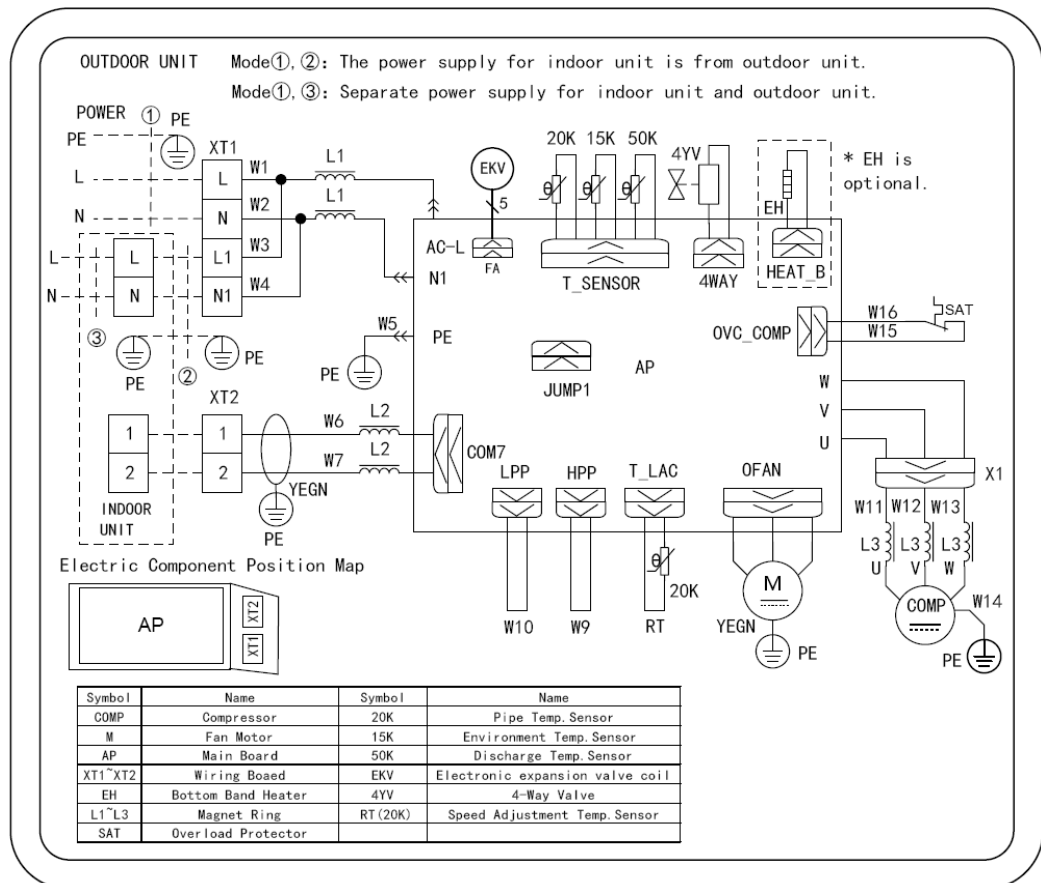 OUTDOOR UNIT Mode①,②: The power supply for indoor unit is from outdoor unit.
Mode①,③: Separate power supply for indoor unit and outdoor unit.
POWER ① PE
PE
XT1
L L W1 L1
N N W2 L1
L L L1 W3
N N N1 W4
③ PE ② PE
EKV
5
AC-L FA
N1
W5 PE
PE
20K 15K 50K
θ θ θ
T_SENSOR
4YV
4WAY
EH
HEAT_B
* EH is
optional.
JUMP1
AP
OVC_COMP
W16 SAT
W15
W
V
U
X1
XT2
1 1 W6 L2
2 2 W7 L2
COM7
INDOOR
UNIT
YEGN
PE
LPP HPP T_LAC OFAN
θ
20K
W10 W9 RT
M
YEGN PE
W11 W12 W13
L3 L3 L3
U V W
COMP W14
PE
Electric Component Position Map
AP XT2
XT1
Symbol Name Symbol Name
COMP Compressor 20K Pipe Temp.Sensor
M Fan Motor 15K Environment Temp.Sensor
AP Main Board 50K Discharge Temp.Sensor
XT1~XT2 Wiring Boaed EKV Electronic expansion valve coil
EH Bottom Band Heater 4YV 4-Way Valve
L1~L3 Magnet Ring RT(20K) Speed Adjustment Temp.Sensor
SAT Overload Protector